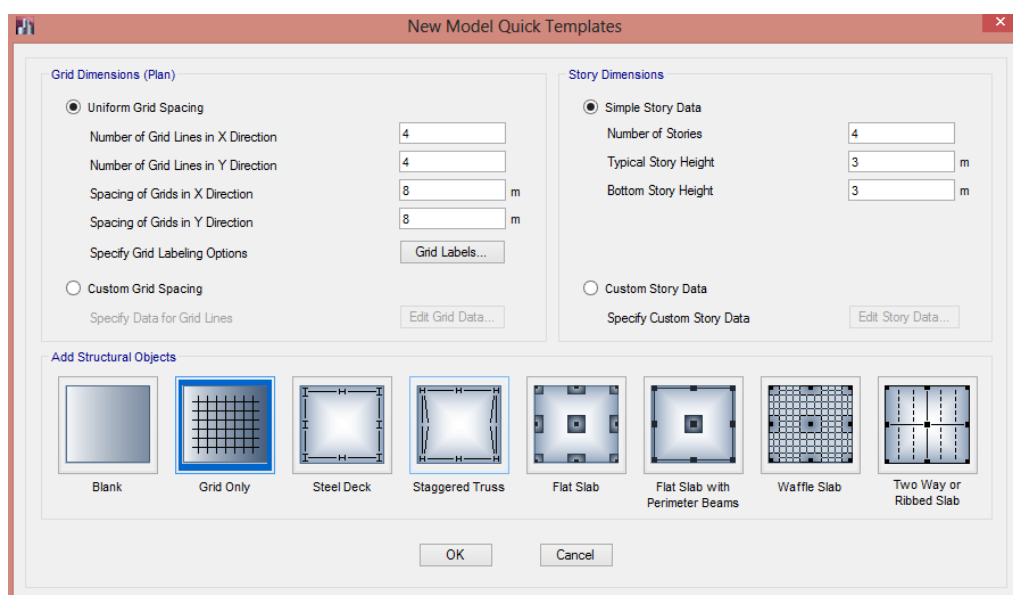 New Model Quick Templates
Grid Dimensions (Plan)
Uniform Grid Spacing
Number of Grid Lines in X Direction 4
Number of Grid Lines in Y Direction 4
Spacing of Grids in X Direction 8 m
Spacing of Grids in Y Direction 8 m
Specify Grid Labeling Options Grid Labels...
Custom Grid Spacing
Specify Data for Grid Lines Edit Grid Data...
Story Dimensions
Simple Story Data
Number of Stories 4
Typical Story Height 3 m
Bottom Story Height 3 m
Custom Story Data
Specify Custom Story Data Edit Story Data...
Add Structural Objects
Blank
Grid Only
Steel Deck
Staggered Truss
Flat Slab
Flat Slab with
Perimeter Beams
Waffle Slab
Two Way or
Ribbed Slab
OK Cancel